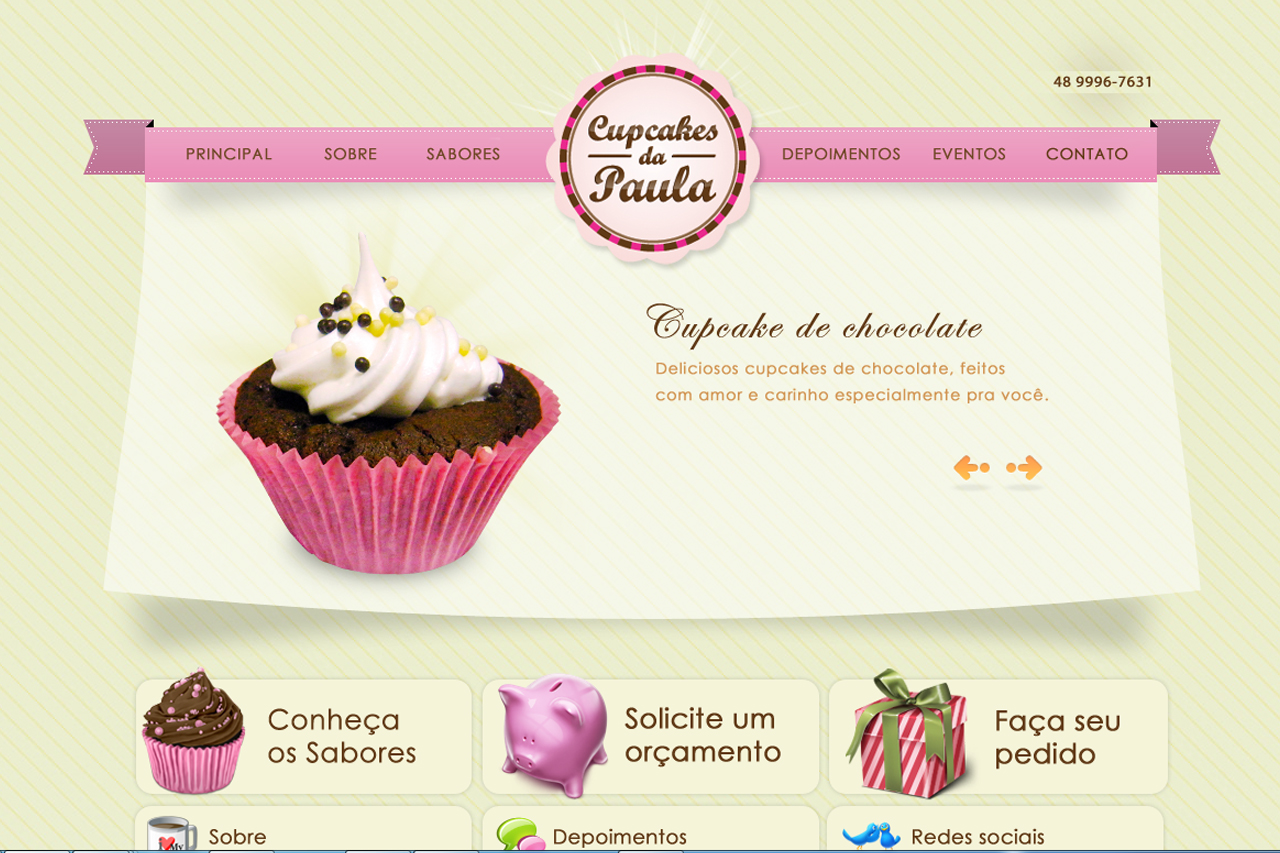 48 9996-7631
PRINCIPAL SOBRE SABORES DEPOIMENTOS EVENTOS CONTATO
Cupcakes
da
Paula
Cupcake de chocolate
Deliciosos cupcakes de chocolate, feitos
com amor e carinho especialmente pra você.
Conheça
os Sabores
Solicite um
orçamento
Faça seu
pedido
Sobre
Depoimentos
Redes sociais